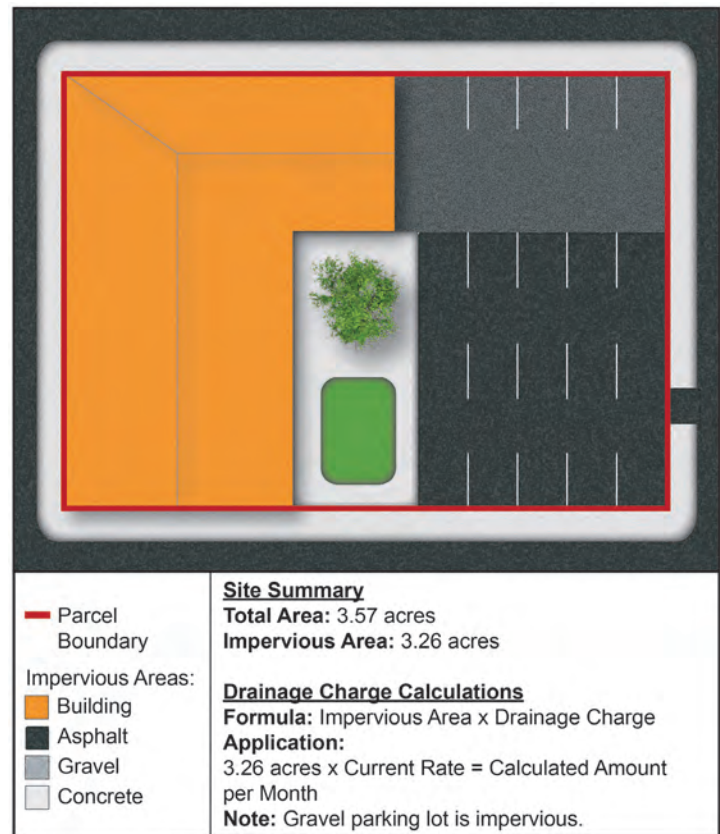 Parcel
Boundary
Impervious Areas:
Building
Asphalt
Gravel
Concrete
Site Summary
Total Area: 3.57 acres
Impervious Area: 3.26 acres
Drainage Charge Calculations
Formula: Impervious Area x Drainage Charge
Application:
3.26 acres x Current Rate = Calculated Amount
per Month
Note: Gravel parking lot is impervious.